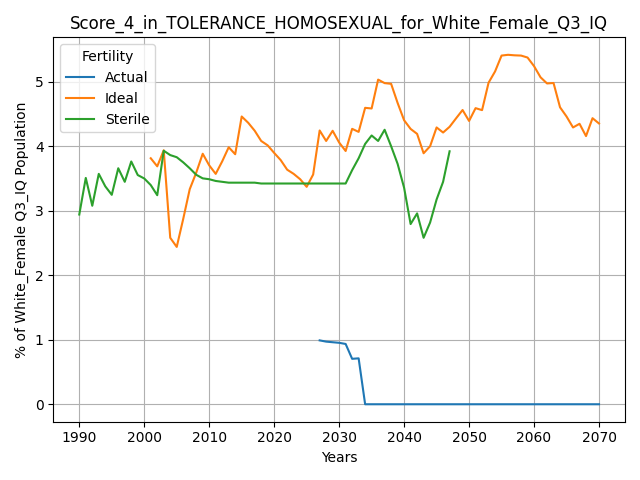 Score_4_in_TOLERANCE_HOMOSEXUAL_for_White_Female_Q3_IQ
Fertility
Actual
Ideal
Sterile
% of White_Female Q3_IQ Population
5
4
3
2
1
0
1990 2000 2010 2020 2030 2040 2050 2060 2070
Years